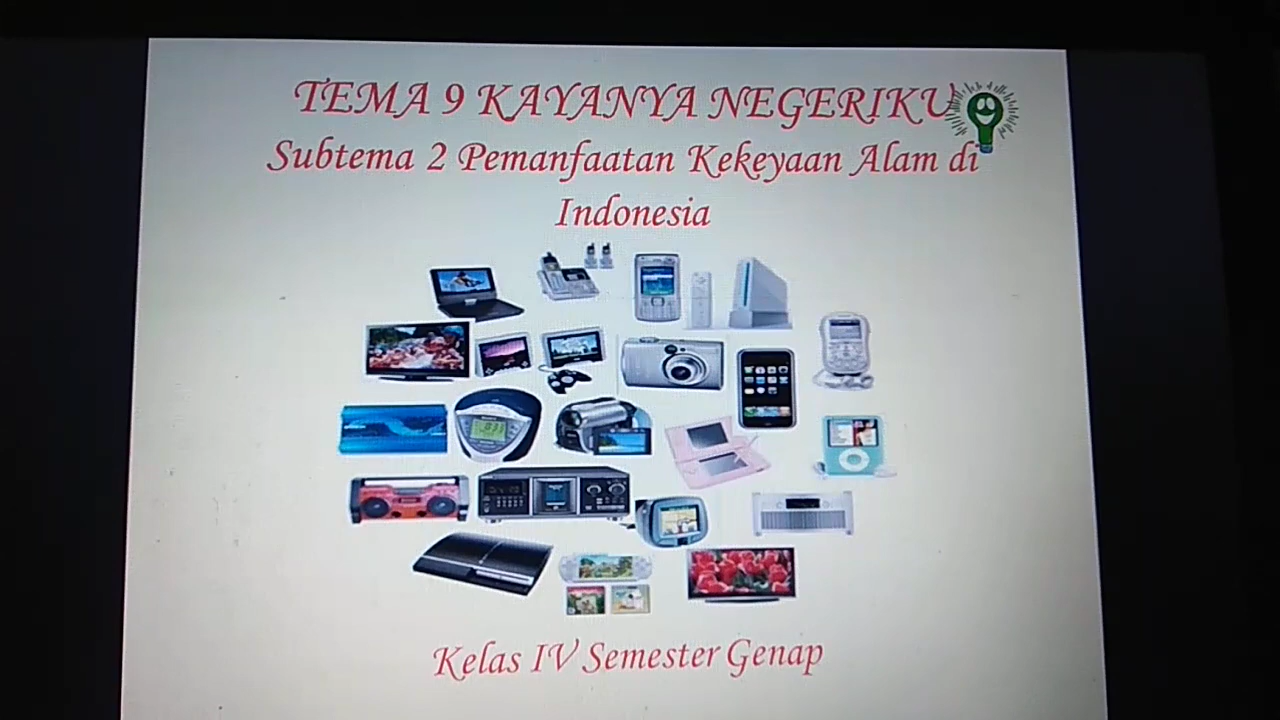 TEMA 9 KAYANYA NEGERIKU
Subtema 2 Pemanfaatan Kekeyaan Alam di
Indonesia
Kelas IV Semester Genap